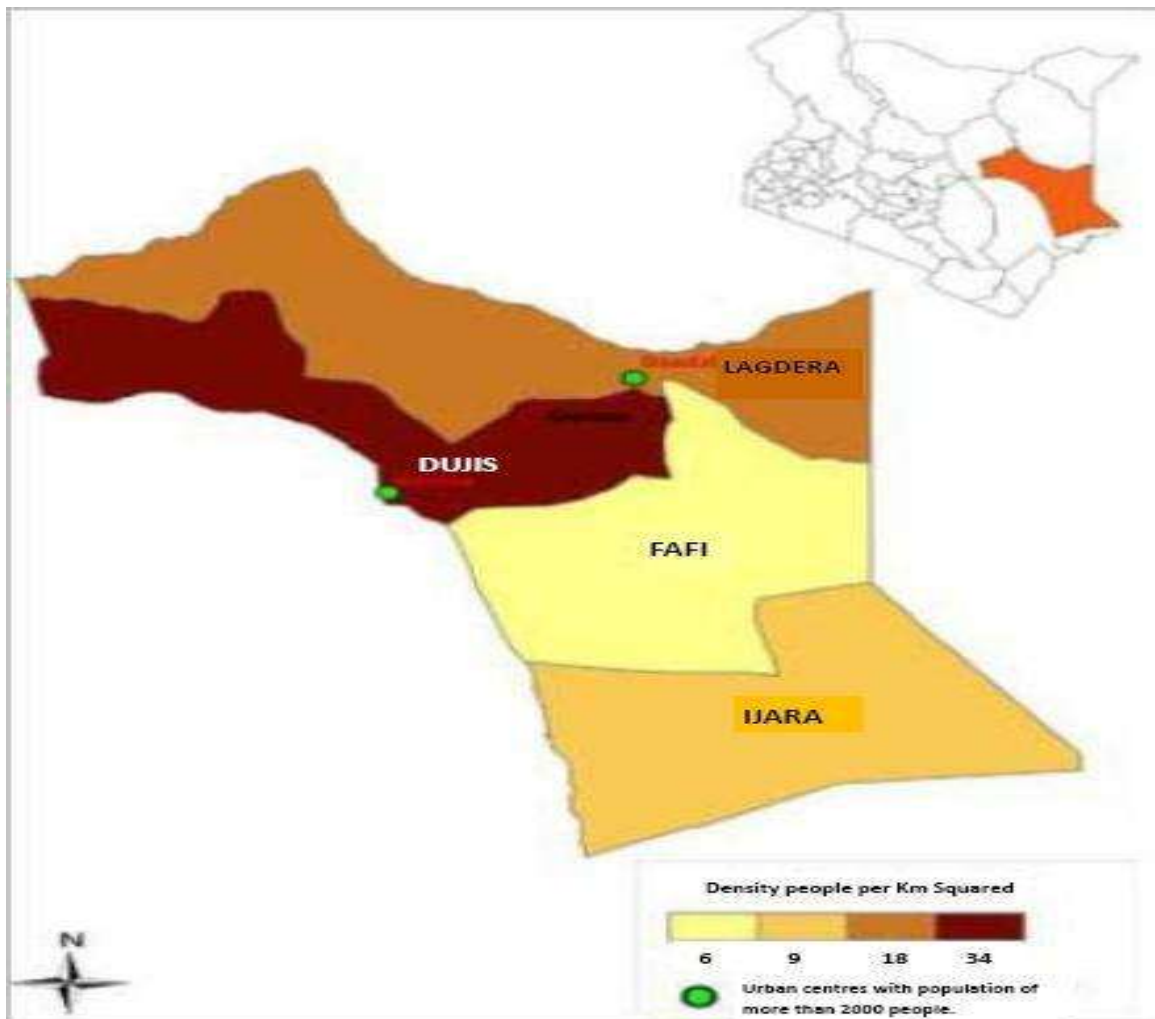 LAGDERA
DUJIS
FAFI
IJARA
Density people per Km Squared
6 9 18 34
N
Urban centres with population of
more than 2000 people.